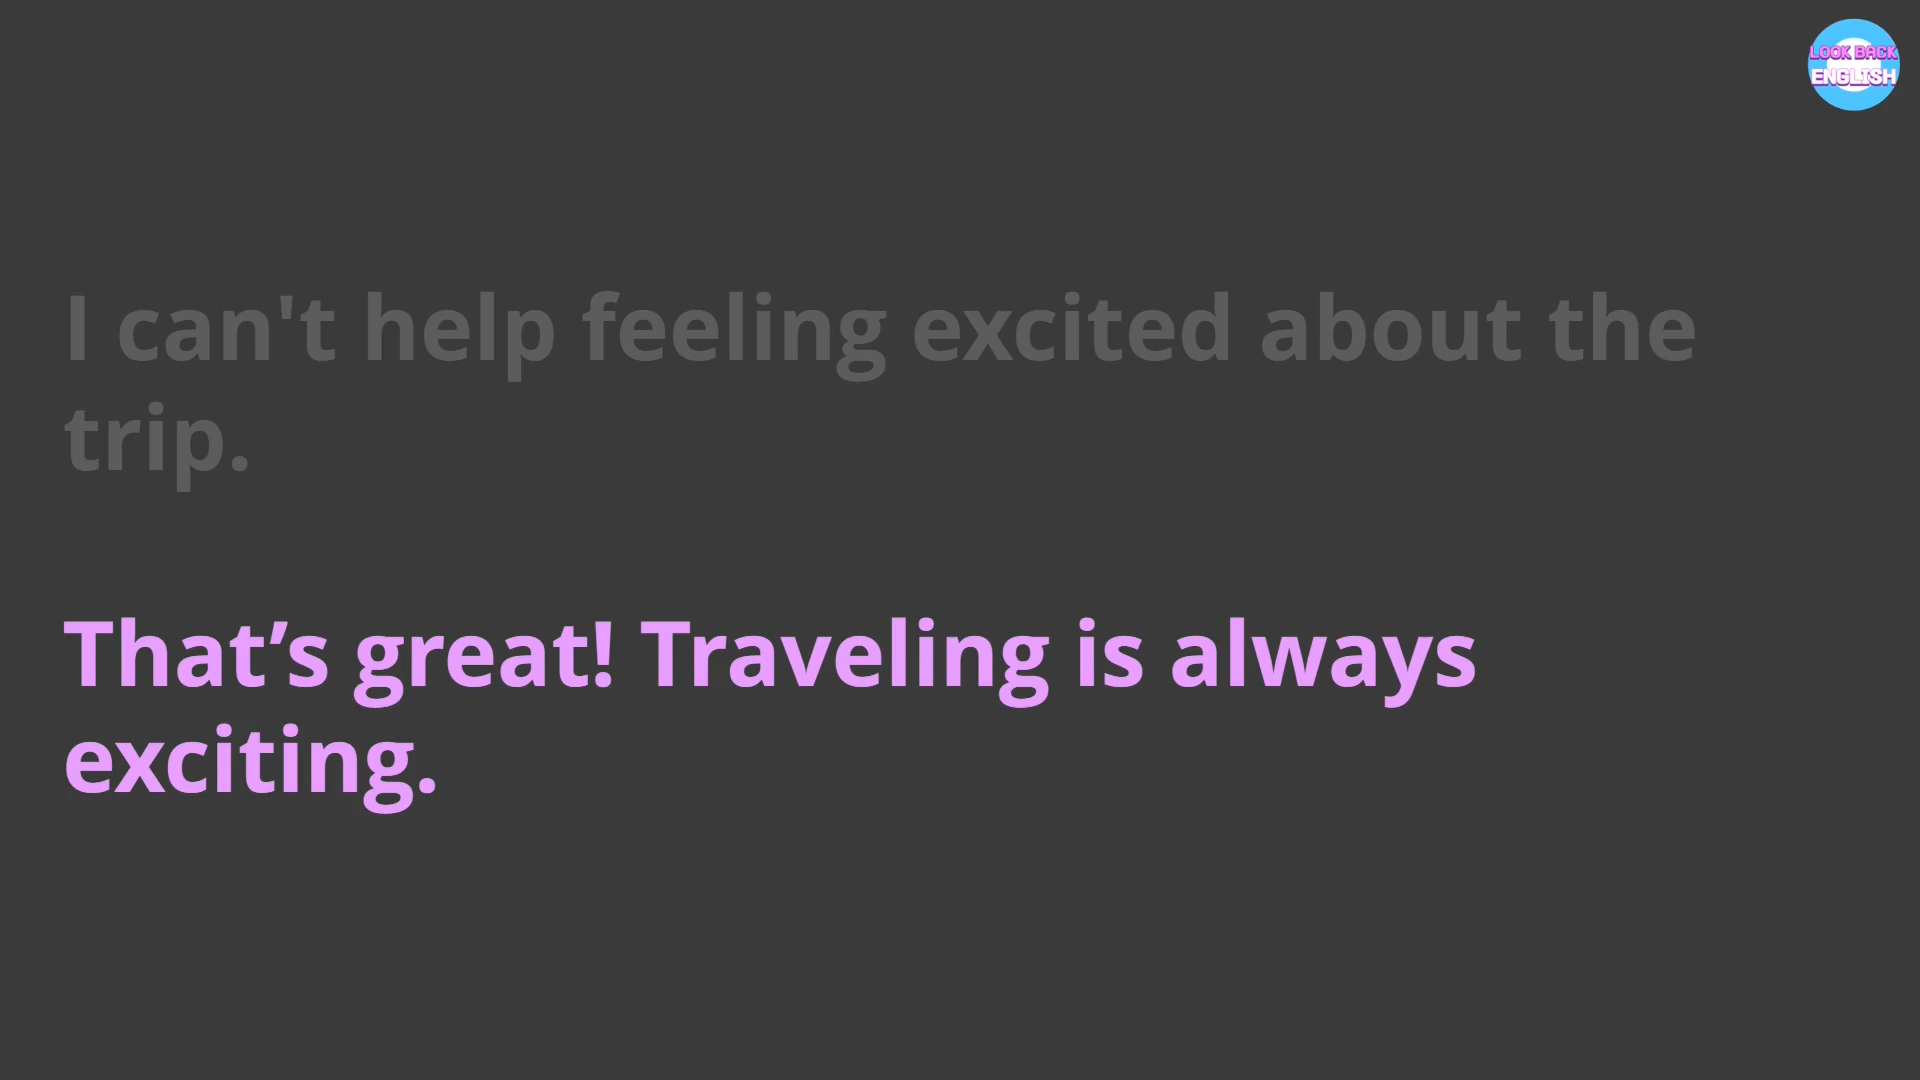 LOOK BACK
ENGLISH
I can't help feeling excited about the
trip.
That’s great! Traveling is always
exciting.